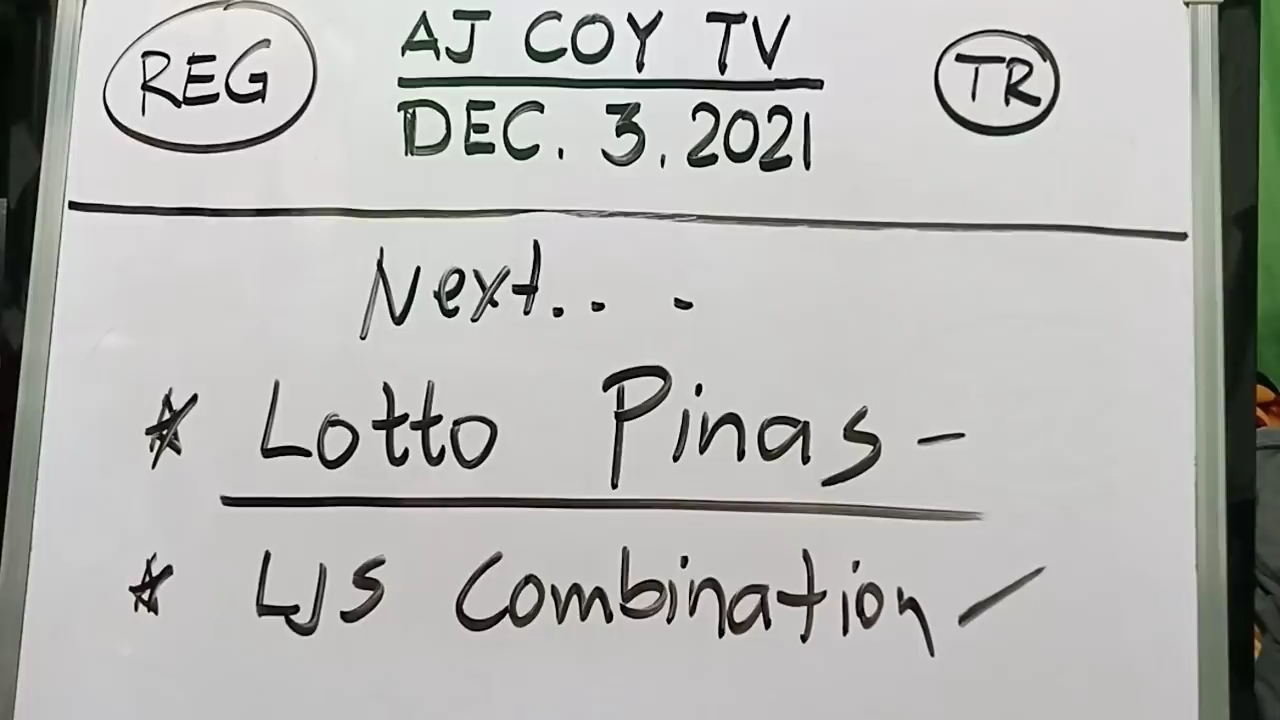 REG AJ COY TV TR
DEC. 3. 2021
Next.. .
* Lotto Pinas -
* LJS Combination -